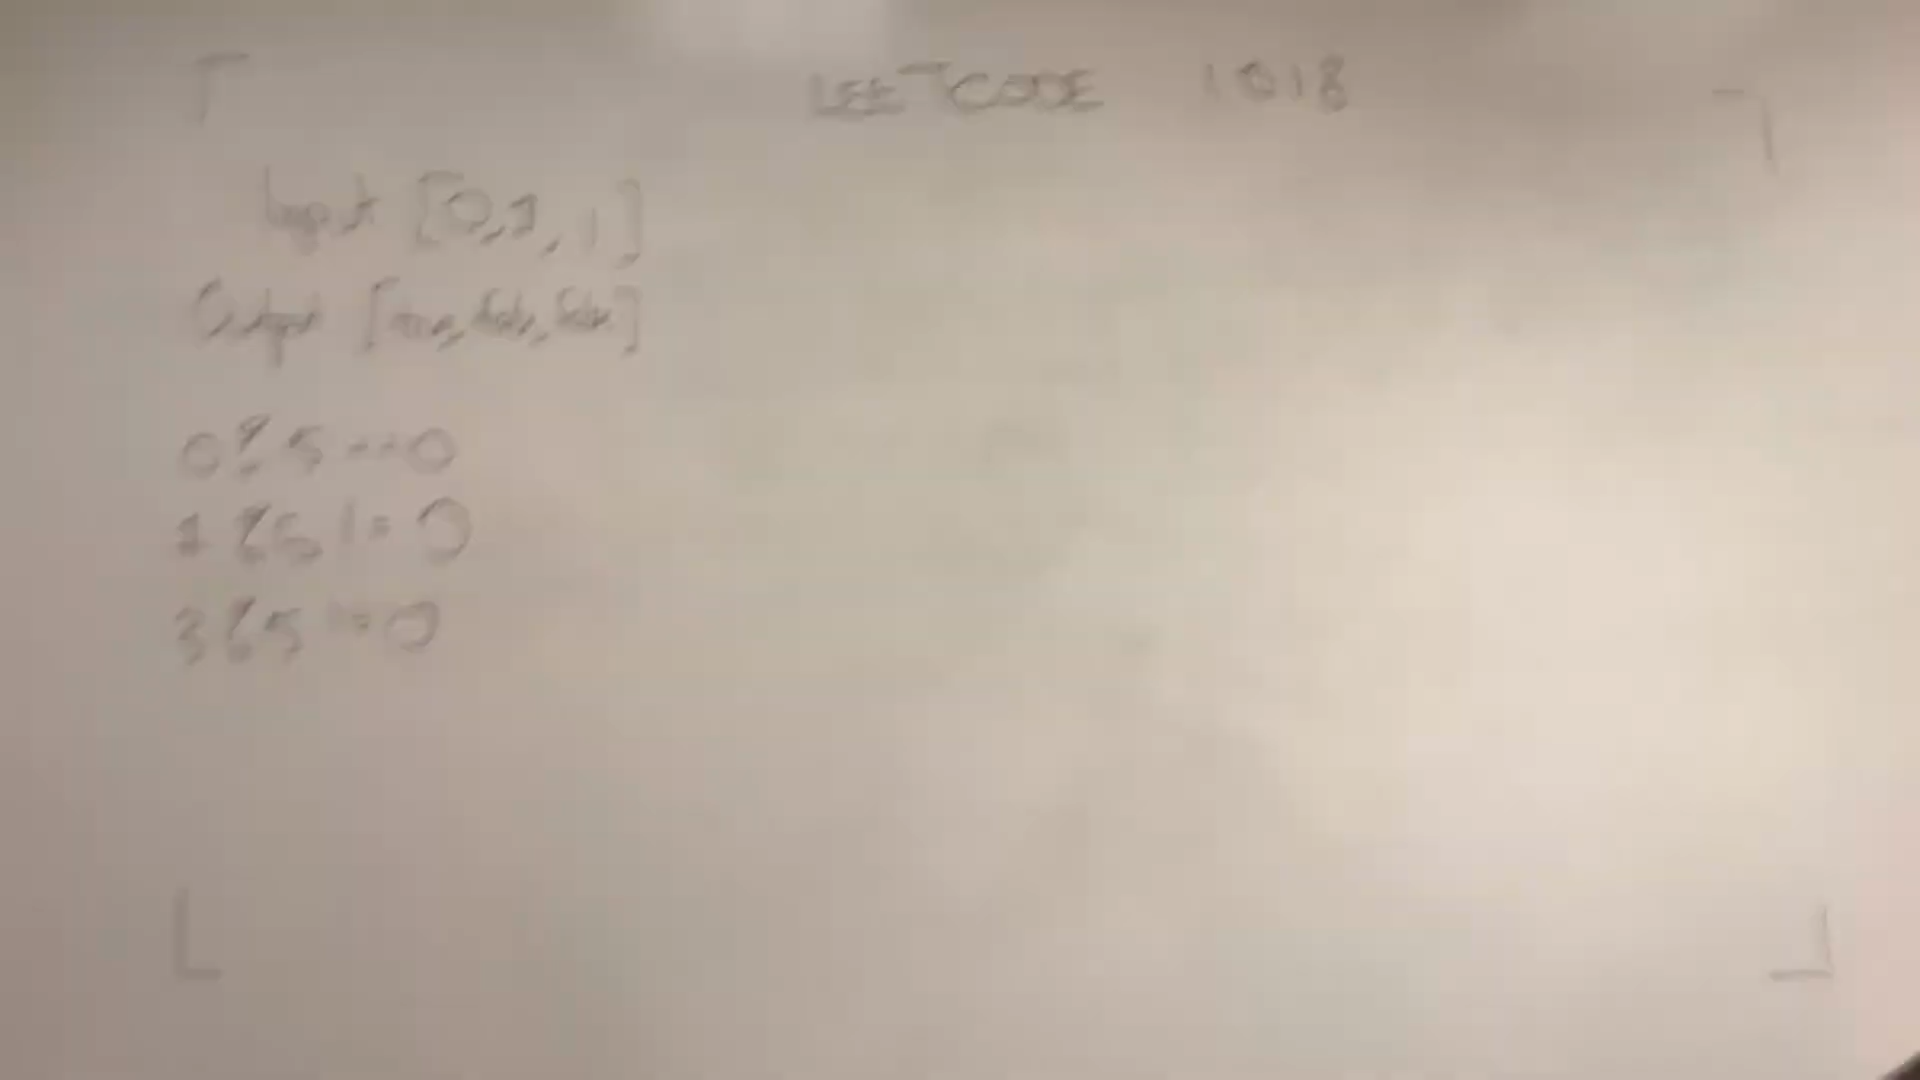 LEETCODE 1018
Input [0,1,1]
Output [true,false,false]
0%5==0
1%5!=0
3%5!=0